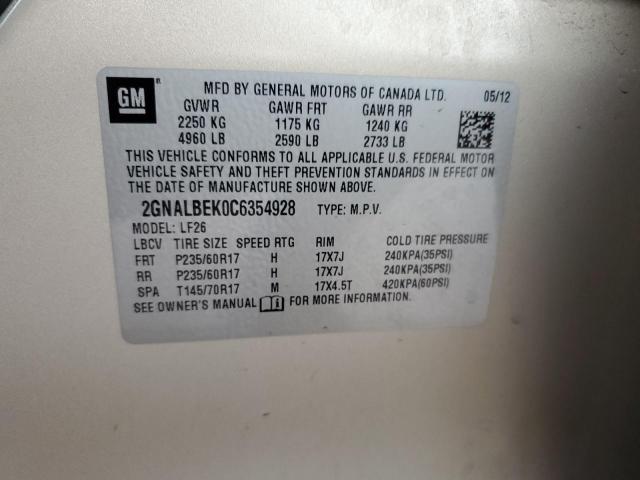 GM
MFD BY GENERAL MOTORS OF CANADA LTD. 05/12
GVWR GAWR FRT GAWR RR
2250 KG 1175 KG 1240 KG
4960 LB 2590 LB 2733 LB
THIS VEHICLE CONFORMS TO ALL APPLICABLE U.S. FEDERAL MOTOR
VEHICLE SAFETY AND THEFT PREVENTION STANDARDS IN EFFECT ON
THE DATE OF MANUFACTURE SHOWN ABOVE.
2GNALBEK0C6354928 TYPE: M.P.V.
MODEL: LF26
LBCV TIRE SIZE SPEED RTG RIM COLD TIRE PRESSURE
FRT P235/60R17 H 17X7J 240KPA(35PSI)
RR P235/60R17 H 17X7J 240KPA(35PSI)
SPA T145/70R17 M 17X4.5T 420KPA(60PSI)
SEE OWNER'S MANUAL FOR MORE INFORMATION.